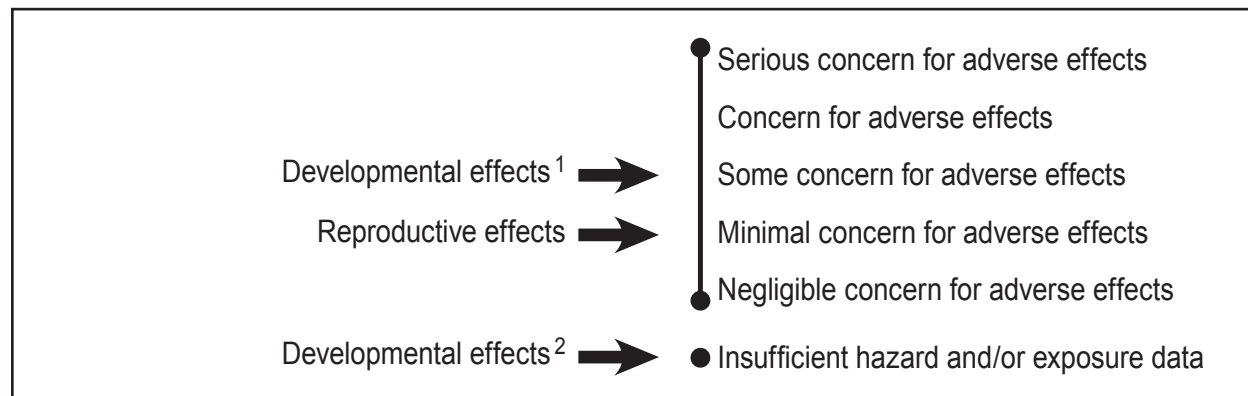 Serious concern for adverse effects
Concern for adverse effects
Developmental effects 1 Some concern for adverse effects
Reproductive effects Minimal concern for adverse effects
Negligible concern for adverse effects
Developmental effects 2 Insufficient hazard and/or exposure data